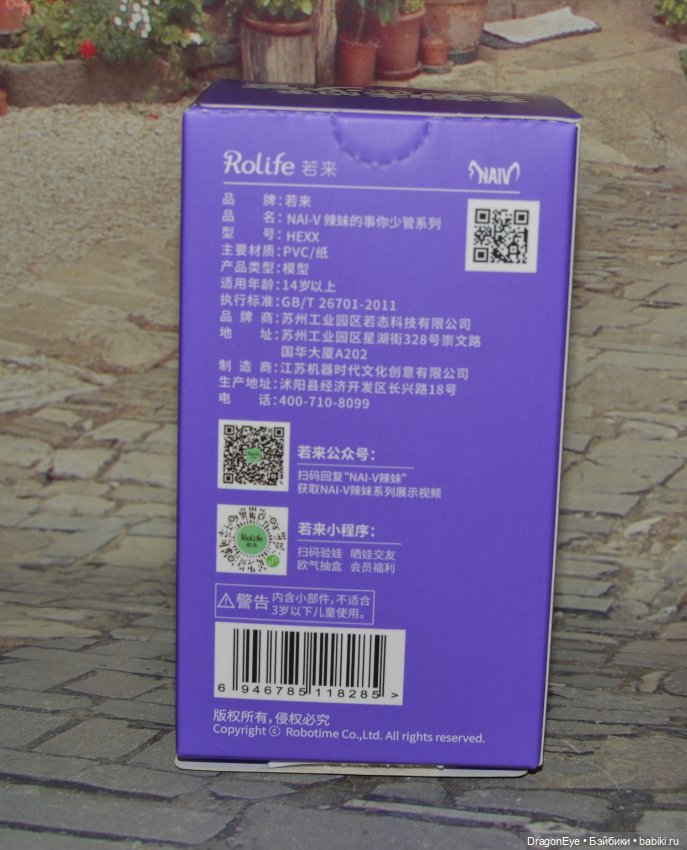 Rolife 若来
NAIV
品 牌：若来
品 名：NAI-V 辣妹的事你少管系列
型 号：HEXX
主要材质：PVC/纸
产品类型：模型
适用年龄：14岁以上
执行标准：GB/T 26701-2011
品 牌 商：苏州工业园区若态科技有限公司
地 址：苏州工业园区星湖街328号崇文路
国华大厦A202
制 造 商：江苏机器时代文化创意有限公司
生产地址：沭阳县经济开发区长兴路18号
电 话：400-710-8099
若来公众号：
扫码回复“NAI-V辣妹”
获取NAI-V辣妹系列展示视频
Rolife
若来
若来小程序：
扫码验娃 晒娃交友
欧气抽盒 会员福利
警告 内含小部件，不适合
3岁以下儿童使用。
6 946785 118285 >
版权所有，侵权必究
Copyright © Robotime Co.,Ltd. All rights reserved.
DragonEye • Бэйбики • babiki.ru